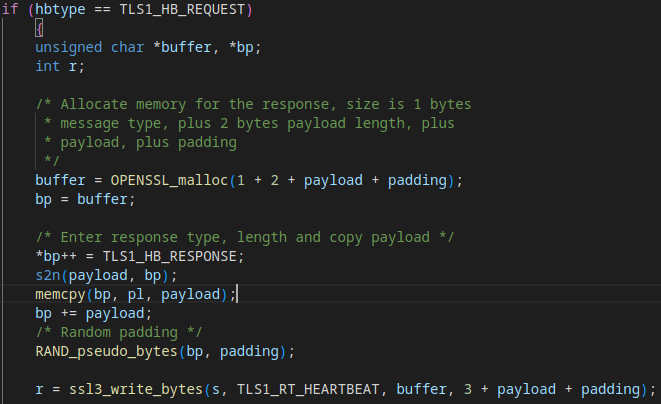 if (hbtype == TLS1_HB_REQUEST)
{
unsigned char *buffer, *bp;
int r;
/* Allocate memory for the response, size is 1 bytes
* message type, plus 2 bytes payload length, plus
* payload, plus padding
*/
buffer = OPENSSL_malloc(1 + 2 + payload + padding);
bp = buffer;
/* Enter response type, length and copy payload */
*bp++ = TLS1_HB_RESPONSE;
s2n(payload, bp);
memcpy(bp, pl, payload);
bp += payload;
/* Random padding */
RAND_pseudo_bytes(bp, padding);
r = ssl3_write_bytes(s, TLS1_RT_HEARTBEAT, buffer, 3 + payload + padding);